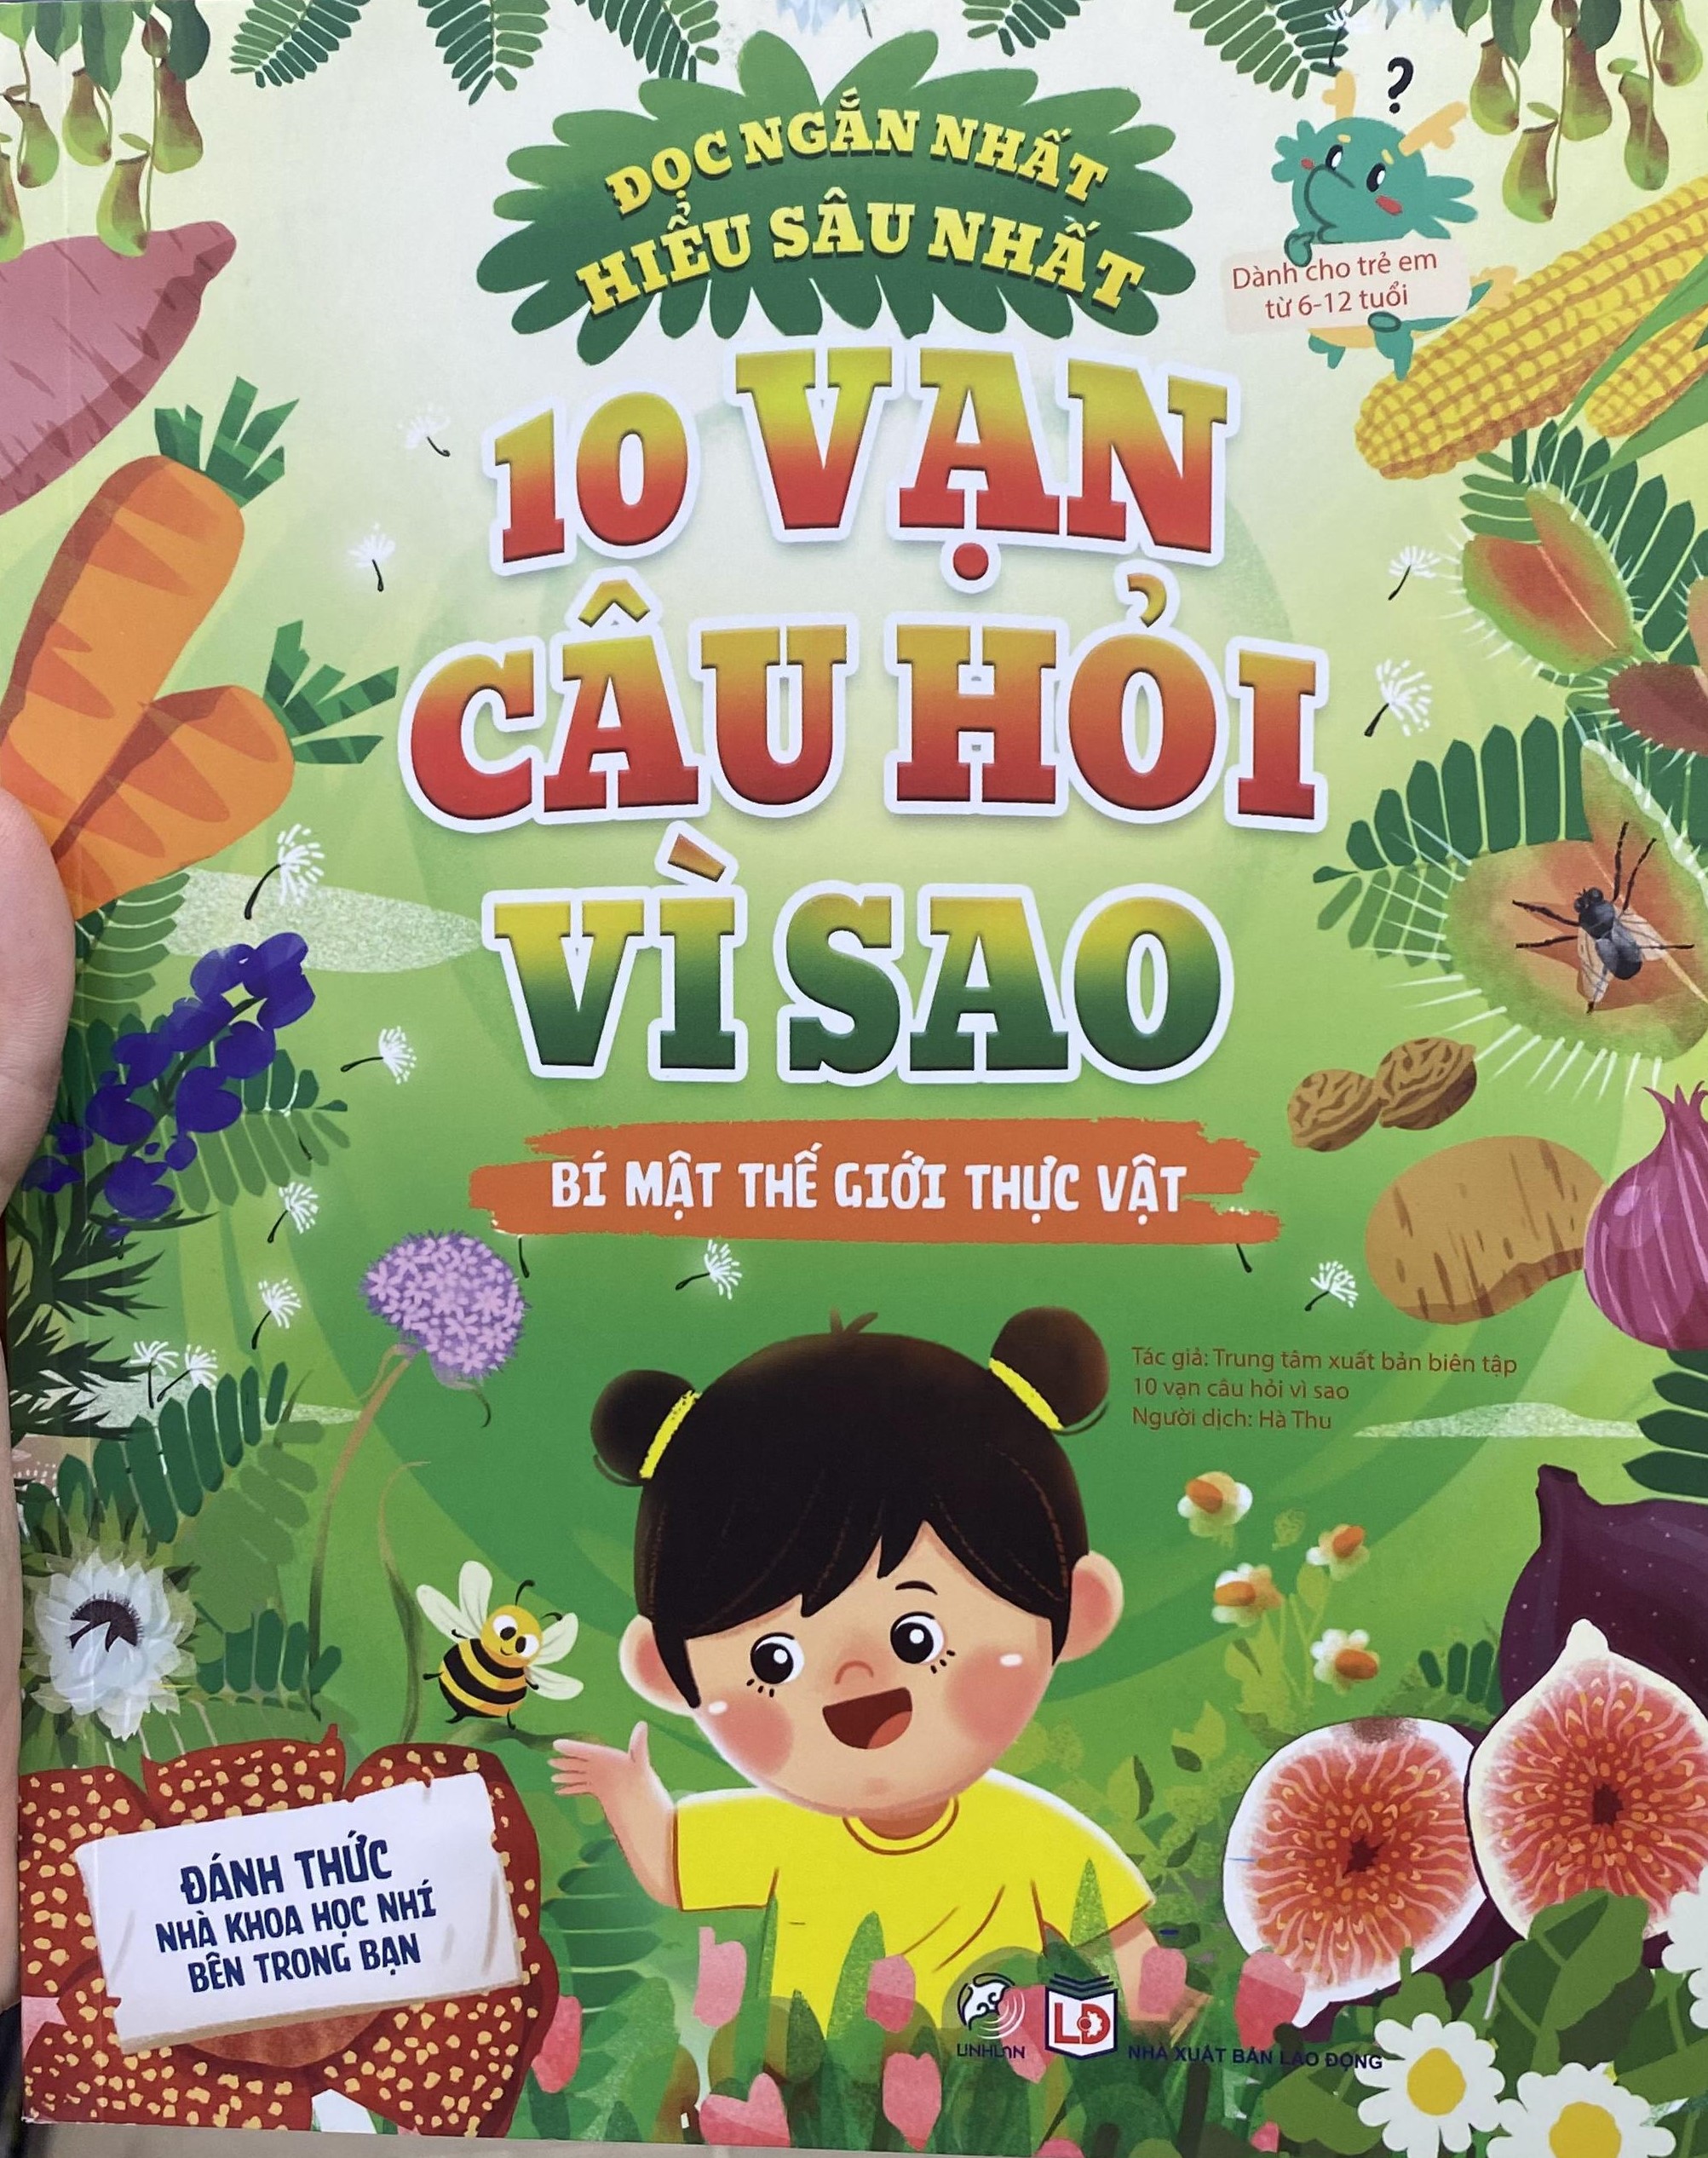 ĐỌC NGẮN NHẤT
HIỂU SÂU NHẤT
?
Dành cho trẻ em
từ 6-12 tuổi
10 VẠN
CÂU HỎI
VÌ SAO
BÍ MẬT THẾ GIỚI THỰC VẬT
Tác giả: Trung tâm xuất bản biên tập
10 vạn câu hỏi vì sao
Người dịch: Hà Thu
ĐÁNH THỨC
NHÀ KHOA HỌC NHÍ
BÊN TRONG BẠN
LINHLAN
LĐ
NHÀ XUẤT BẢN LAO ĐỘNG